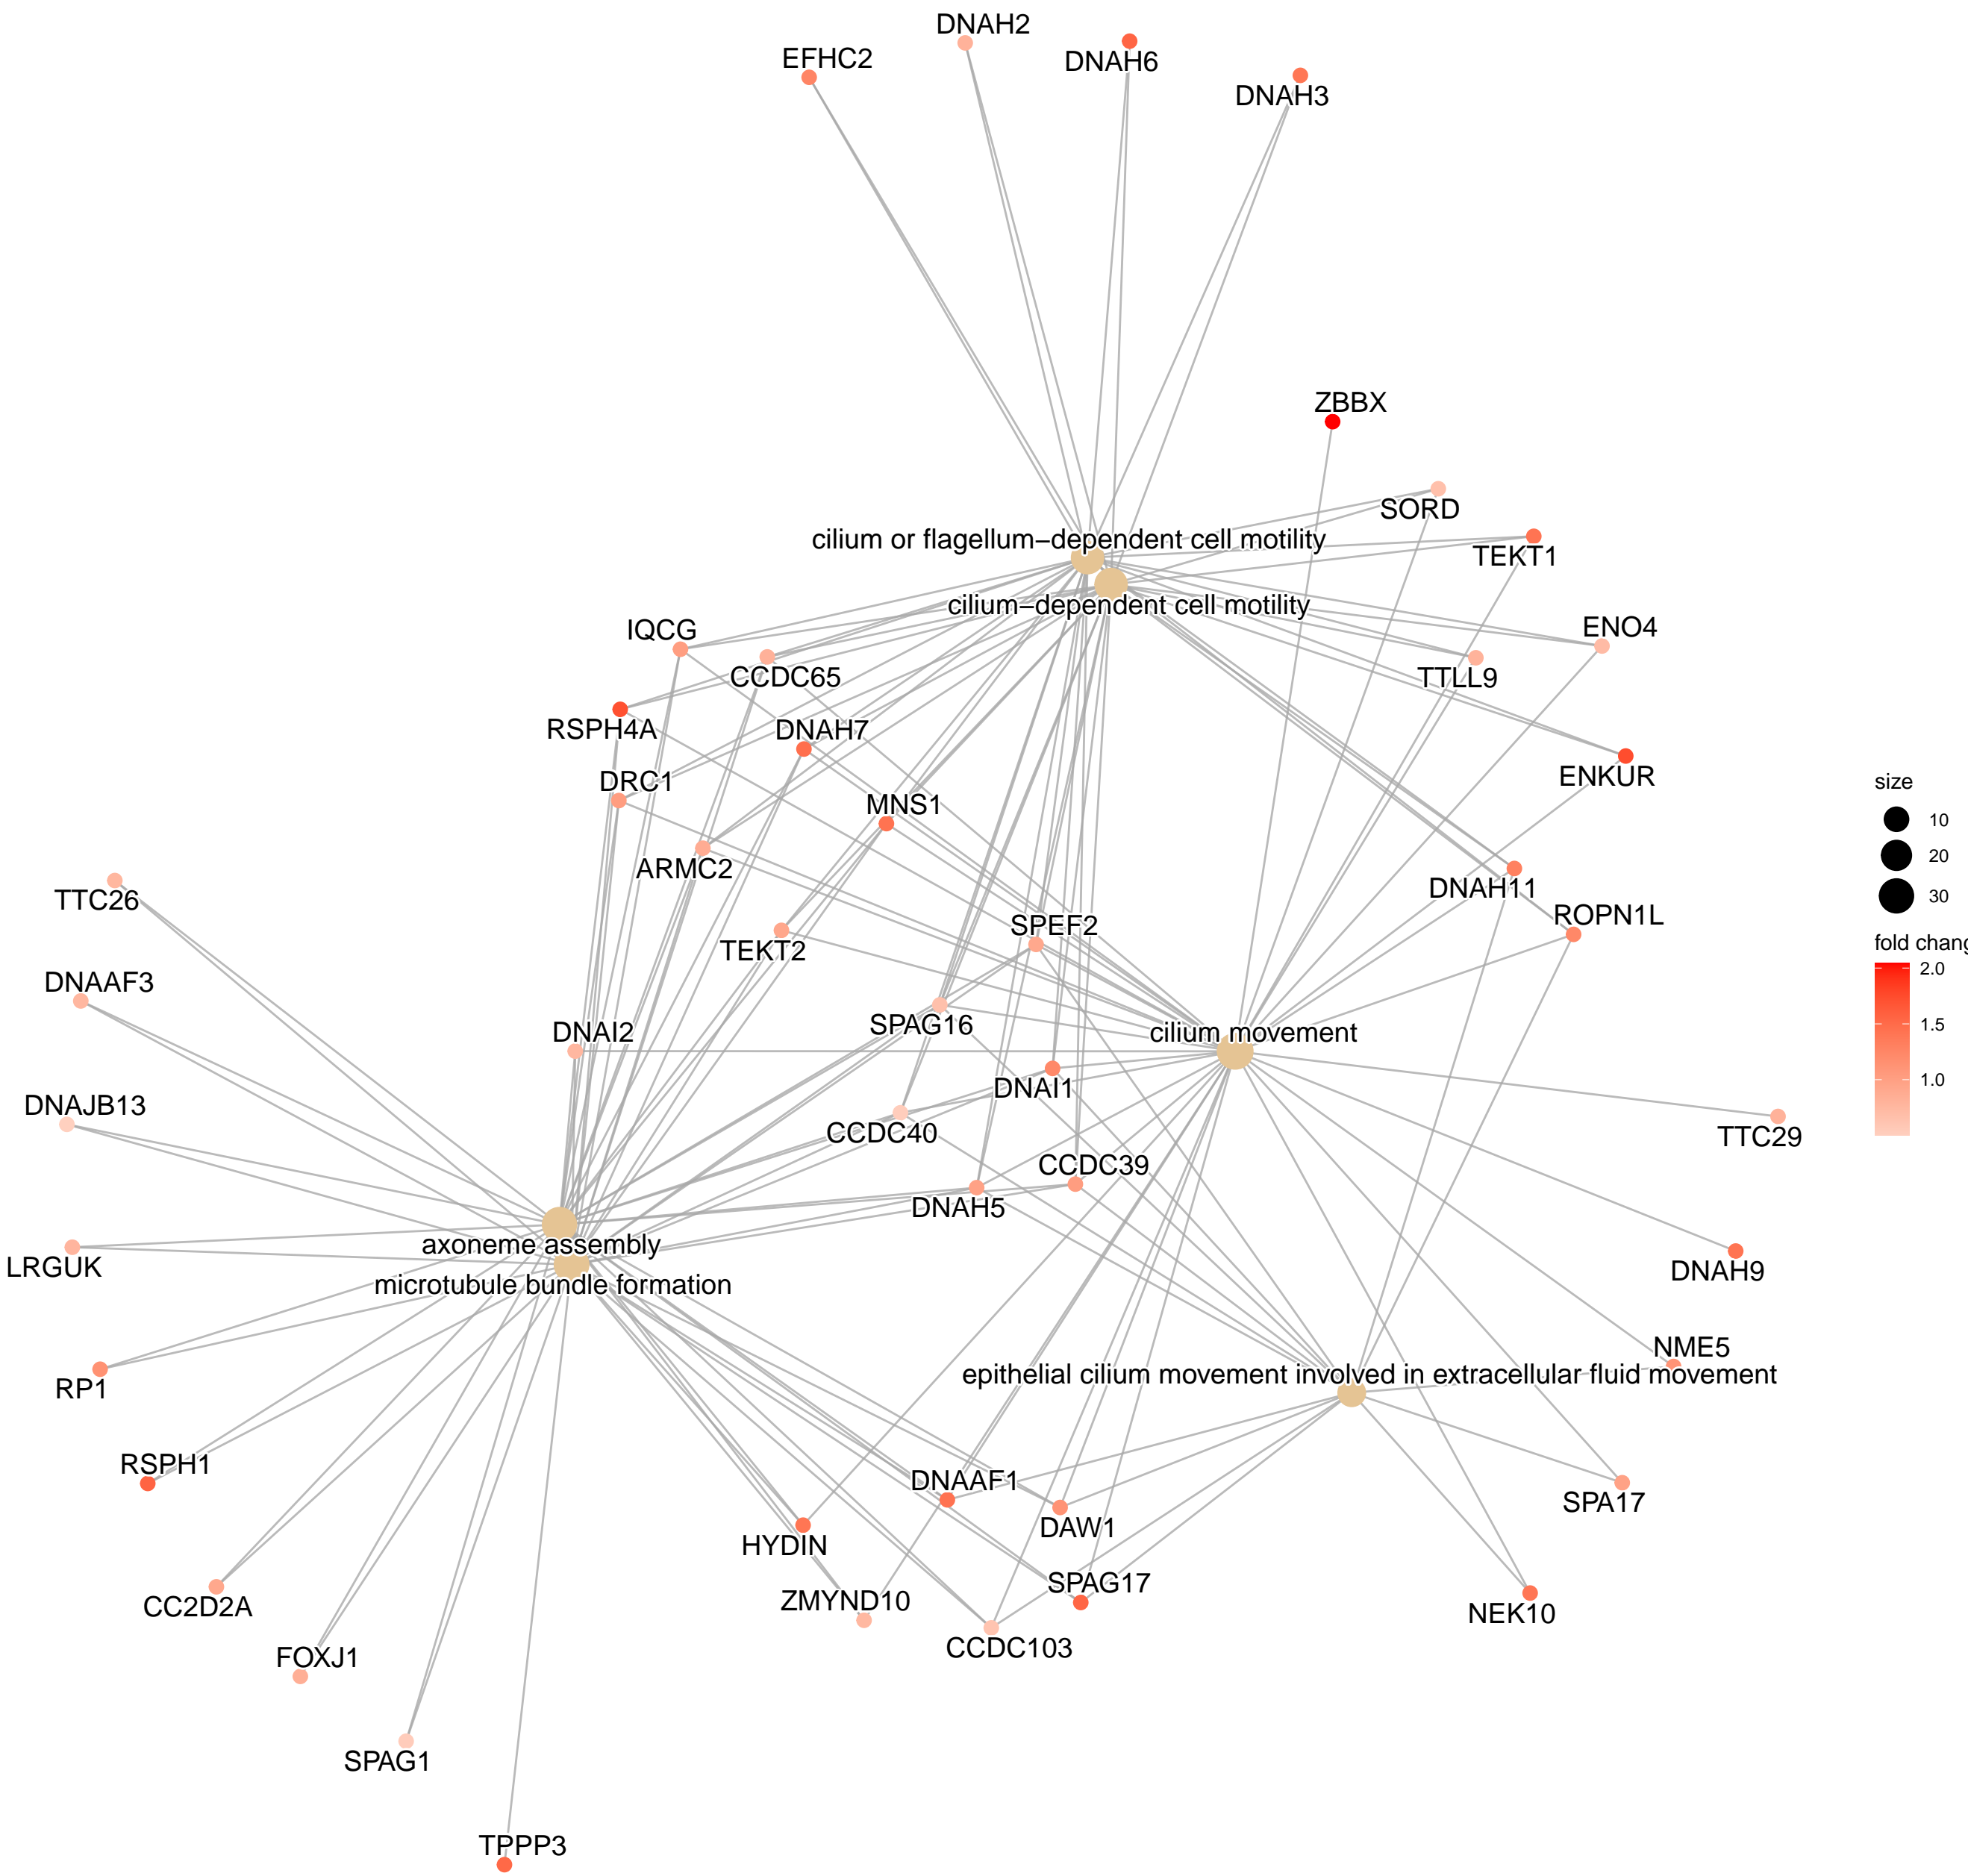 DNAH2
EFHC2
DNAH6
DNAH3
ZBBX
SORD
cilium or flagellum−dependent cell motility
TEKT1
cilium−dependent cell motility
IQCG
ENO4
CCDC65
TTLL9
RSPH4A
DNAH7
ENKUR
DRC1
size
MNS1
10
20
ARMC2
DNAH11
30
TTC26
ROPN1L
SPEF2
TEKT2
fold chang
2.0
DNAAF3
SPAG16
1.5
DNAI2
cilium movement
1.0
DNAI1
DNAJB13
CCDC40
TTC29
CCDC39
DNAH5
axoneme assembly
LRGUK
DNAH9
microtubule bundle formation
NME5
epithelial cilium movement involved in extracellular fluid movement
RP1
RSPH1
DNAAF1
SPA17
DAW1
HYDIN
SPAG17
ZMYND10
CC2D2A
NEK10
CCDC103
FOXJ1
SPAG1
TPPP3